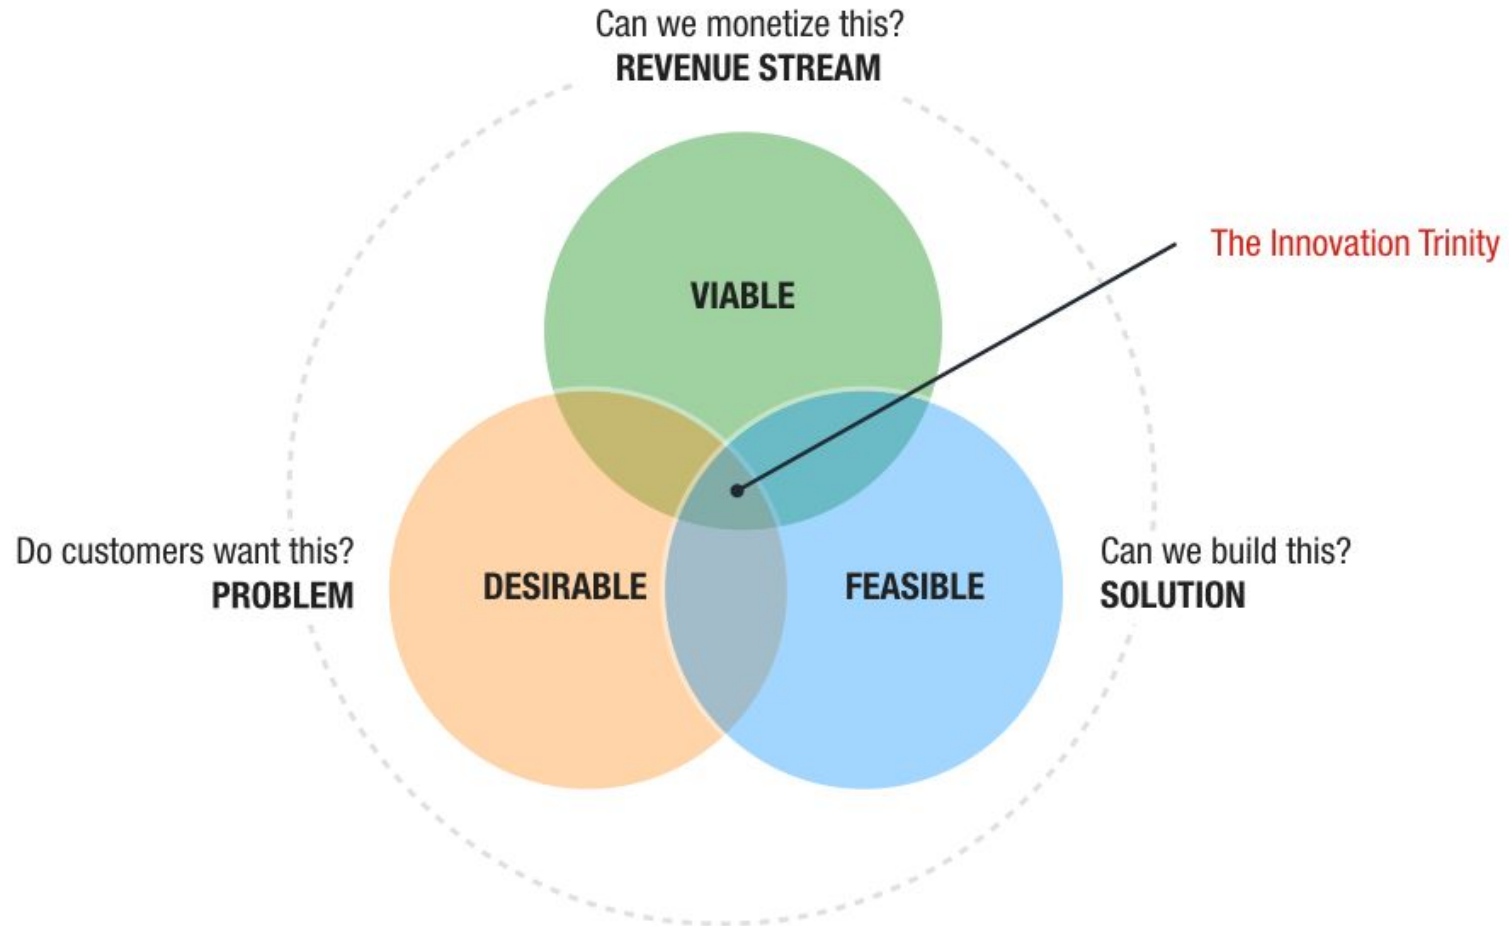 Can we monetize this?
REVENUE STREAM
The Innovation Trinity
VIABLE
Do customers want this?
PROBLEM
DESIRABLE
FEASIBLE
Can we build this?
SOLUTION